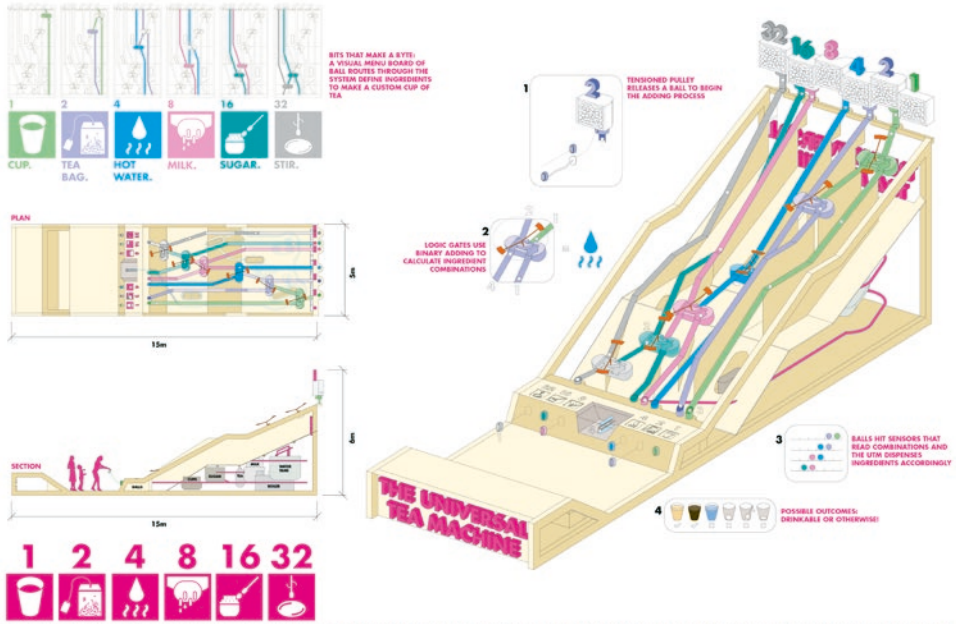 BITS THAT MAKE A BYTE:
A VISUAL MENU BOARD OF
BALL ROUTES THROUGH THE
SYSTEM DEFINE INGREDIENTS
TO MAKE A CUSTOM CUP OF
TEA
1 2 4 8 16 32
CUP. TEA BAG. HOT WATER. MILK. SUGAR. STIR.
PLAN
5m
15m
SECTION
6m
15m
1 2 4 8 16 32
32 16 8 4 2 1
1
2
TENSIONED PULLEY
RELEASES A BALL TO BEGIN
THE ADDING PROCESS
2
LOGIC GATES USE
BINARY ADDING TO
CALCULATE INGREDIENT
COMBINATIONS
3
BALLS HIT SENSORS THAT
READ COMBINATIONS AND
THE UTM DISPENSES
INGREDIENTS ACCORDINGLY
4
POSSIBLE OUTCOMES:
DRINKABLE OR OTHERWISE!
THE UNIVERSAL
TEA MACHINE